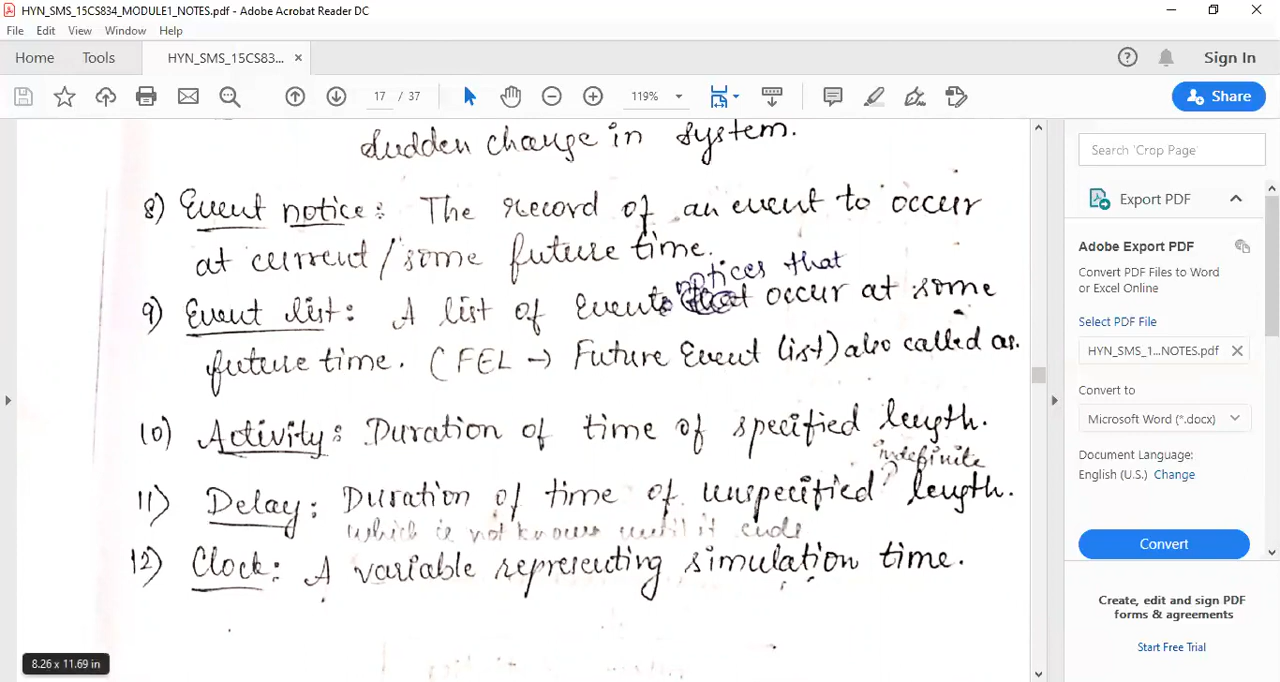 HYN_SMS_15CS834_MODULE1_NOTES.pdf - Adobe Acrobat Reader DC
File Edit View Window Help
Home Tools HYN_SMS_15CS83... × Sign In
17 / 37 119% Share
sudden change in system.
8) Event notice: The record of an event to occur
at current/some future time.
notices that
9) Event list: A list of Event occur at some
future time. (FEL → Future Event list) also called as.
10) Activity: Duration of time of specified length.
indefinite
11) Delay: Duration of time of unspecified length.
which is not known until it ends
12) Clock: A variable representing simulation time.
8.26 x 11.69 in
Search 'Crop Page'
Export PDF
Adobe Export PDF
Convert PDF Files to Word
or Excel Online
Select PDF File
HYN_SMS_1...NOTES.pdf ×
Convert to
Microsoft Word (*.docx)
Document Language:
English (U.S.) Change
Convert
Create, edit and sign PDF
forms & agreements
Start Free Trial